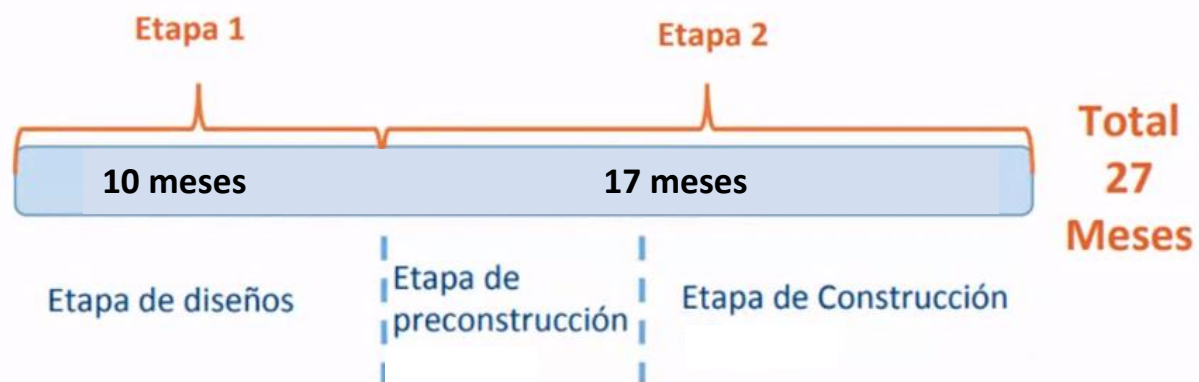 Etapa 1
Etapa 2
10 meses
17 meses
Total
27
Meses
Etapa de diseños
Etapa de
preconstrucción
Etapa de Construcción